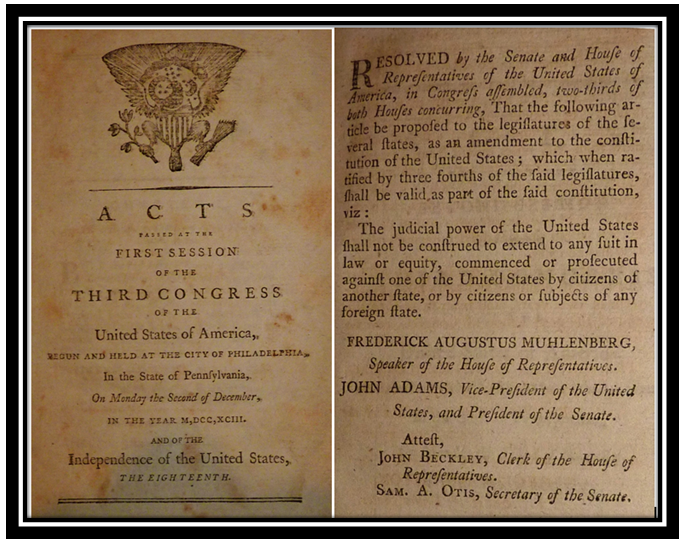 A C T S
PASSED AT THE
FIRST SESSION
OF THE
THIRD CONGRESS
OF THE
United States of America,
BEGUN AND HELD AT THE CITY OF PHILADELPHIA,
In the State of Pennſylvania,
On Monday the Second of December,
IN THE YEAR M,DCC,XCIII.
AND OF THE
Independence of the United States,
THE EIGHTEENTH.
RESOLVED by the Senate and Houſe of
Repreſentatives of the United States of
America, in Congreſs aſſembled, two-thirds of
both Houſes concurring, That the following ar-
ticle be propoſed to the legiſlatures of the ſe-
veral ſtates, as an amendment to the conſti-
tution of the United States; which when ra-
tified by three fourths of the ſaid legiſlatures,
ſhall be valid as part of the ſaid conſtitution,
viz:
The judicial power of the United States
ſhall not be conſtrued to extend to any ſuit in
law or equity, commenced or proſecuted
againſt one of the United States by citizens of
another ſtate, or by citizens or ſubjects of any
foreign ſtate.
FREDERICK AUGUSTUS MUHLENBERG,
Speaker of the Houſe of Repreſentatives.
JOHN ADAMS, Vice-Preſident of the United
States, and Preſident of the Senate.
Atteſt,
JOHN BECKLEY, Clerk of the Houſe of
Repreſentatives.
SAM. A. OTIS, Secretary of the Senate.